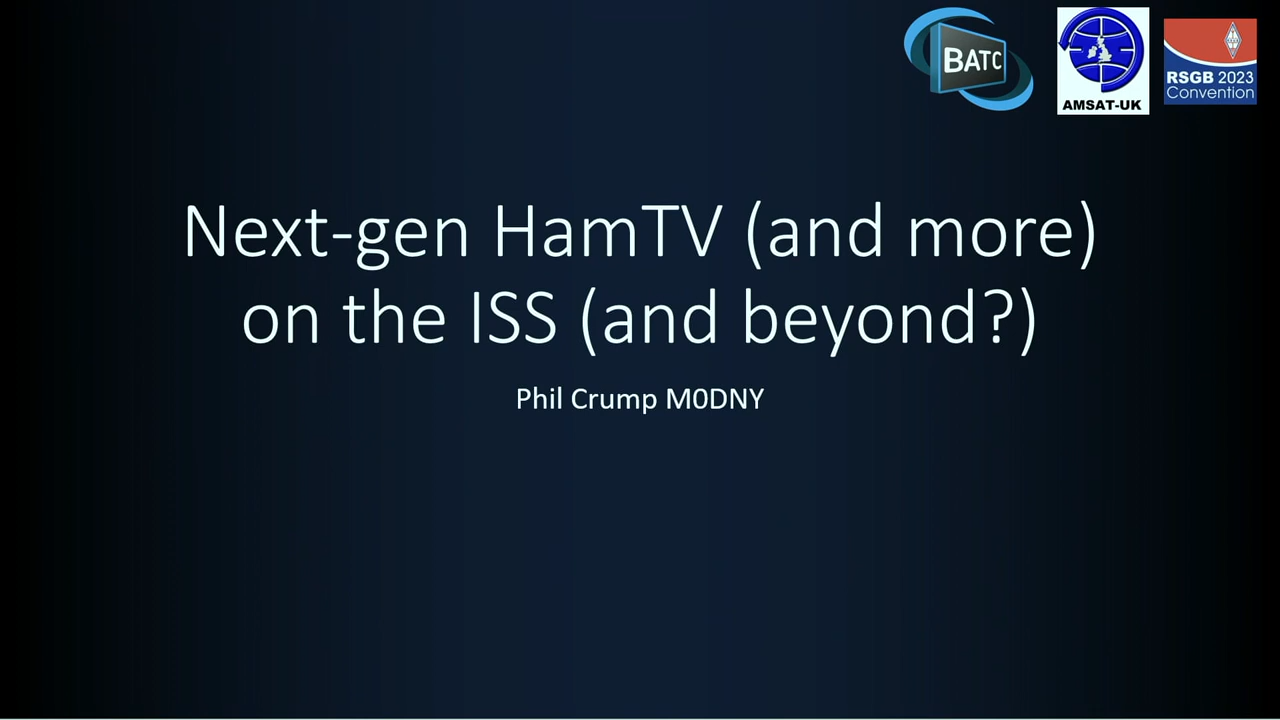 BATC
AMSAT-UK
RSGB 2023
Convention
Next-gen HamTV (and more)
on the ISS (and beyond?)
Phil Crump M0DNY